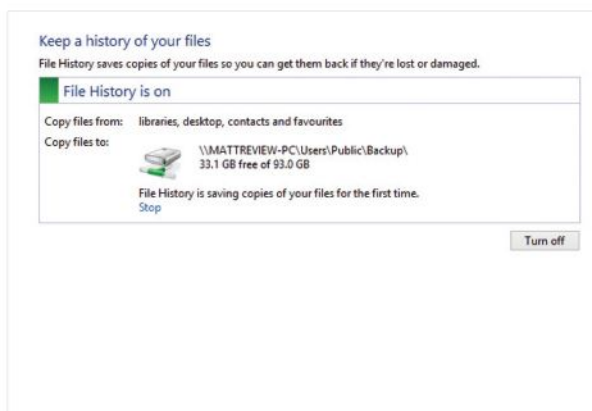 Keep a history of your files
File History saves copies of your files so you can get them back if they're lost or damaged.
File History is on
Copy files from: libraries, desktop, contacts and favourites
Copy files to:
\\MATTREVIEW-PC\Users\Public\Backup\
33.1 GB free of 93.0 GB
File History is saving copies of your files for the first time.
Stop
Turn off